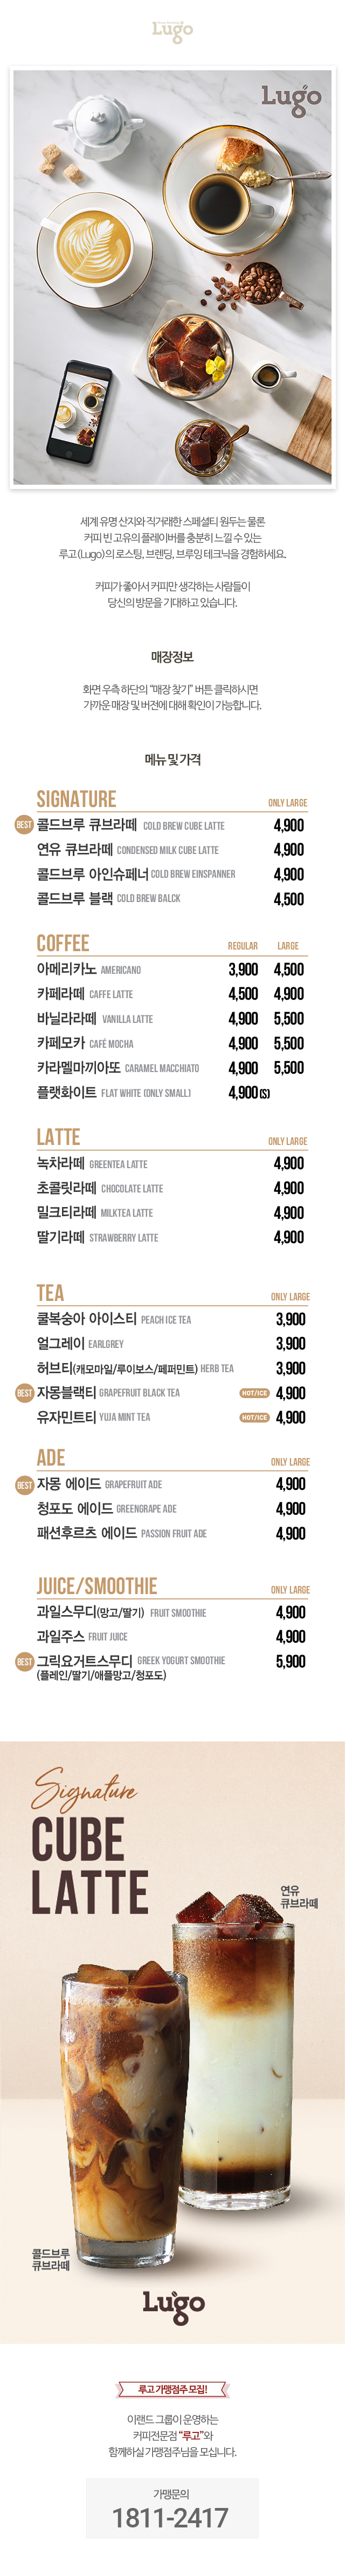 Lugo
Lugo
세계 유명 산지와 직거래한 스페셜티 원두는 물론
커피 빈 고유의 플레이버를 충분히 느낄 수 있는
루고(Lugo)의 로스팅, 브렌딩, 브루잉 테크닉을 경험하세요.
커피가 좋아서 커피만 생각하는 사람들이
당신의 방문을 기대하고 있습니다.
매장정보
화면 우측 하단의 "매장 찾기" 버튼 클릭하시면
가까운 매장 및 버전에 대해 확인이 가능합니다.
메뉴 및 가격
SIGNATURE ONLY LARGE
BEST 콜드브루 큐브라떼 COLD BREW CUBE LATTE 4,900
연유 큐브라떼 CONDENSED MILK CUBE LATTE 4,900
콜드브루 아인슈페너 COLD BREW EINSPANNER 4,900
콜드브루 블랙 COLD BREW BALCK 4,500
COFFEE REGULAR LARGE
아메리카노 AMERICANO 3,900 4,500
카페라떼 CAFFE LATTE 4,500 4,900
바닐라라떼 VANILLA LATTE 4,900 5,500
카페모카 CAFÉ MOCHA 4,900 5,500
카라멜마끼아또 CARAMEL MACCHIATO 4,900 5,500
플랫화이트 FLAT WHITE (ONLY SMALL) 4,900(S)
LATTE ONLY LARGE
녹차라떼 GREENTEA LATTE 4,900
초콜릿라떼 CHOCOLATE LATTE 4,900
밀크티라떼 MILKTEA LATTE 4,900
딸기라떼 STRAWBERRY LATTE 4,900
TEA ONLY LARGE
쿨복숭아 아이스티 PEACH ICE TEA 3,900
얼그레이 EARLGREY 3,900
허브티(캐모마일/루이보스/페퍼민트) HERB TEA 3,900
BEST 자몽블랙티 GRAPEFRUIT BLACK TEA HOT/ICE 4,900
유자민트티 YUJA MINT TEA HOT/ICE 4,900
ADE ONLY LARGE
BEST 자몽 에이드 GRAPEFRUIT ADE 4,900
청포도 에이드 GREENGRAPE ADE 4,900
패션후르츠 에이드 PASSION FRUIT ADE 4,900
JUICE/SMOOTHIE ONLY LARGE
과일스무디(망고/딸기) FRUIT SMOOTHIE 4,900
과일주스 FRUIT JUICE 4,900
BEST 그릭요거트스무디 GREEK YOGURT SMOOTHIE 5,900
(플레인/딸기/애플망고/청포도)
Signature
CUBE
LATTE
연유
큐브라떼
콜드브루
큐브라떼
Lugo
루고 가맹점주 모집!
이랜드 그룹이 운영하는
커피전문점 "루고"와
함께하실 가맹점주님을 모십니다.
가맹문의
1811-2417